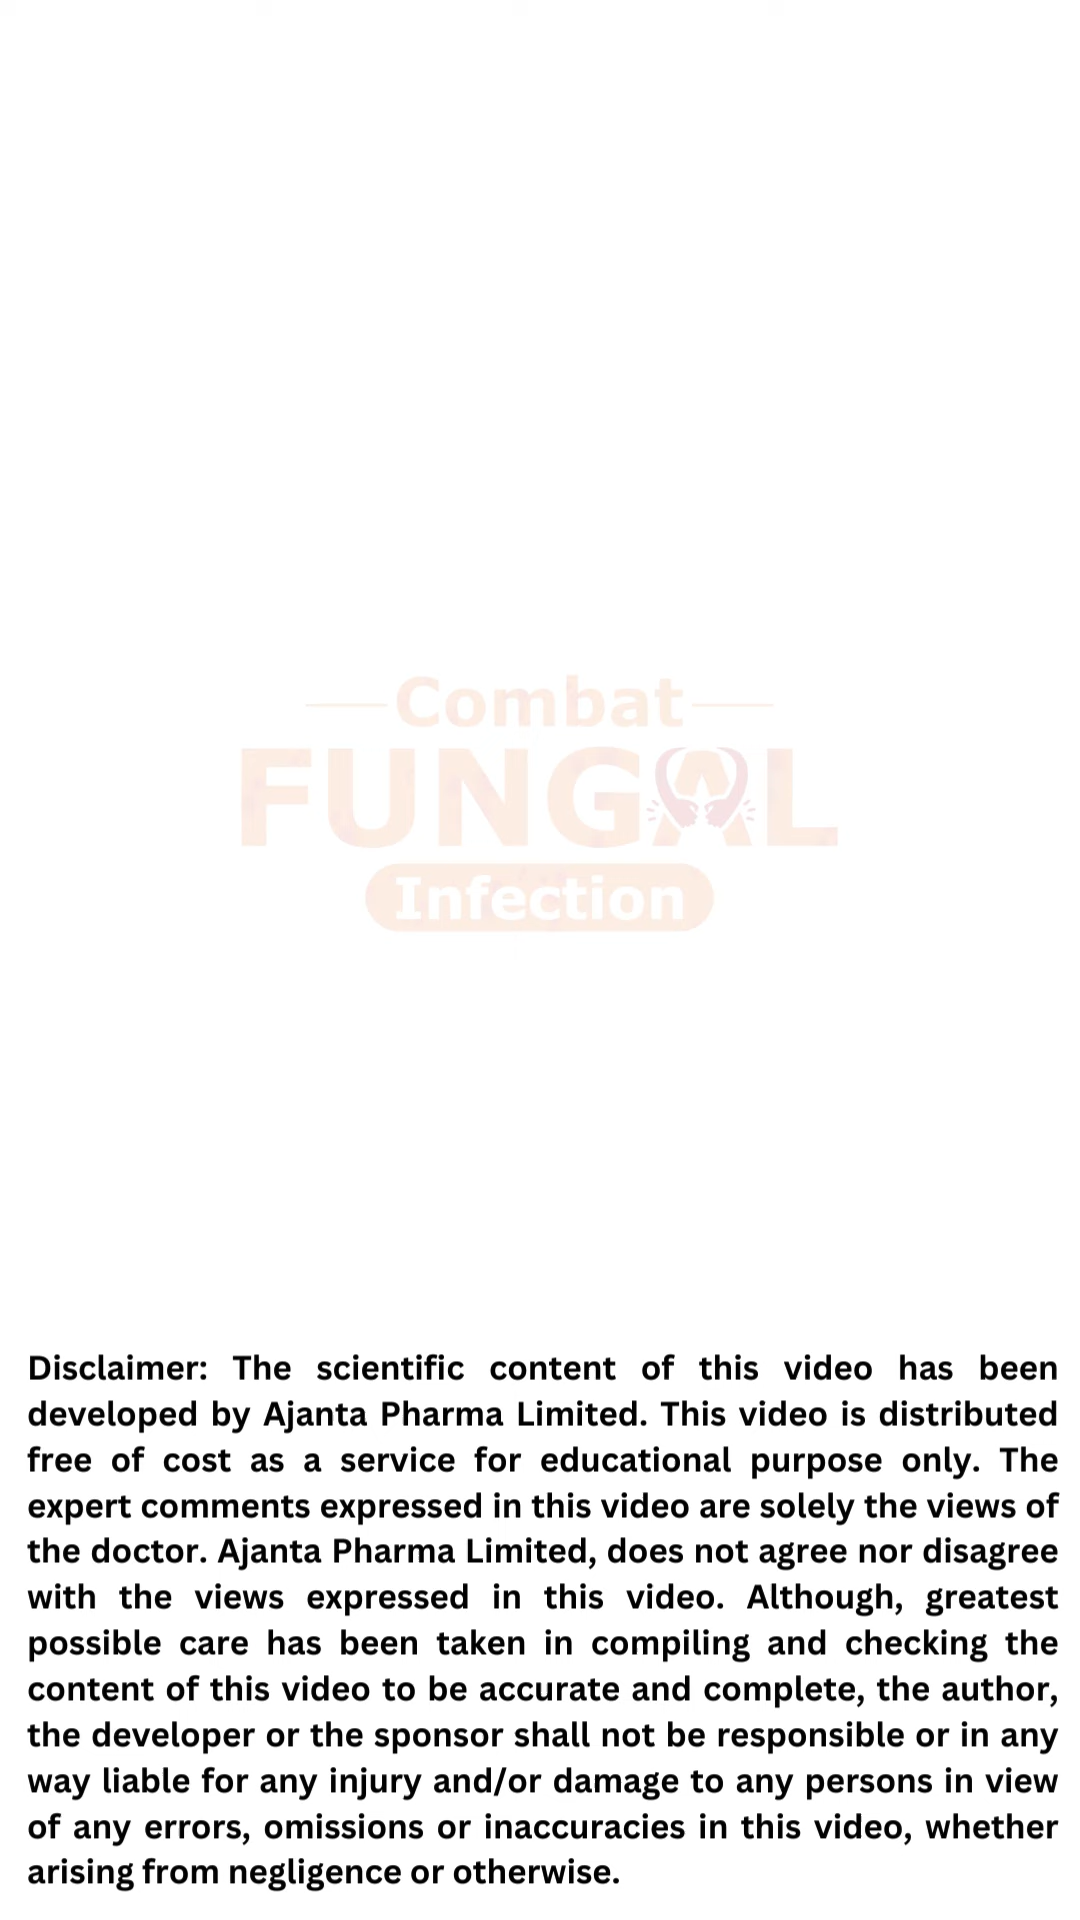 Combat
FUNGAL
Infection
Disclaimer: The scientific content of this video has been
developed by Ajanta Pharma Limited. This video is distributed
free of cost as a service for educational purpose only. The
expert comments expressed in this video are solely the views of
the doctor. Ajanta Pharma Limited, does not agree nor disagree
with the views expressed in this video. Although, greatest
possible care has been taken in compiling and checking the
content of this video to be accurate and complete, the author,
the developer or the sponsor shall not be responsible or in any
way liable for any injury and/or damage to any persons in view
of any errors, omissions or inaccuracies in this video, whether
arising from negligence or otherwise.